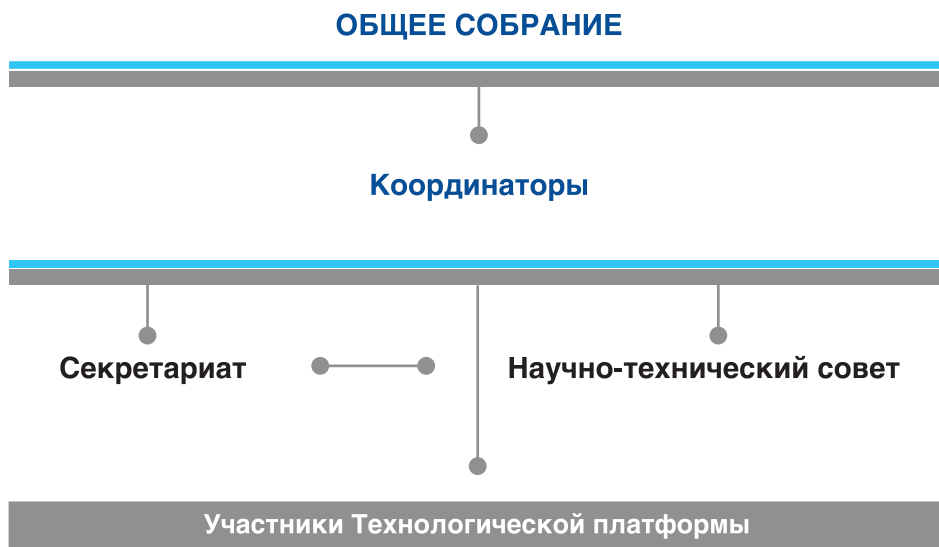 ОБЩЕЕ СОБРАНИЕ
Координаторы
Секретариат
Научно-технический совет
Участники Технологической платформы